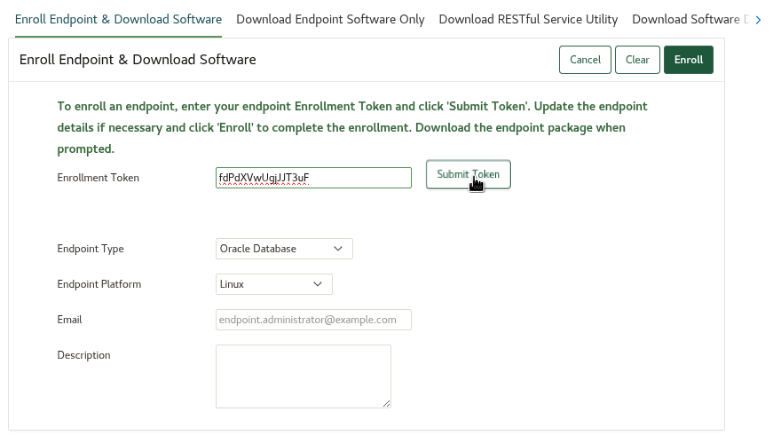 Enroll Endpoint & Download Software Download Endpoint Software Only Download RESTful Service Utility Download Software
Enroll Endpoint & Download Software Cancel Clear Enroll
To enroll an endpoint, enter your endpoint Enrollment Token and click 'Submit Token'. Update the endpoint
details if necessary and click 'Enroll' to complete the enrollment. Download the endpoint package when
prompted.
Enrollment Token Submit Token
Endpoint Type Oracle Database
Endpoint Platform Linux
Email endpoint.administrator@example.com
Description